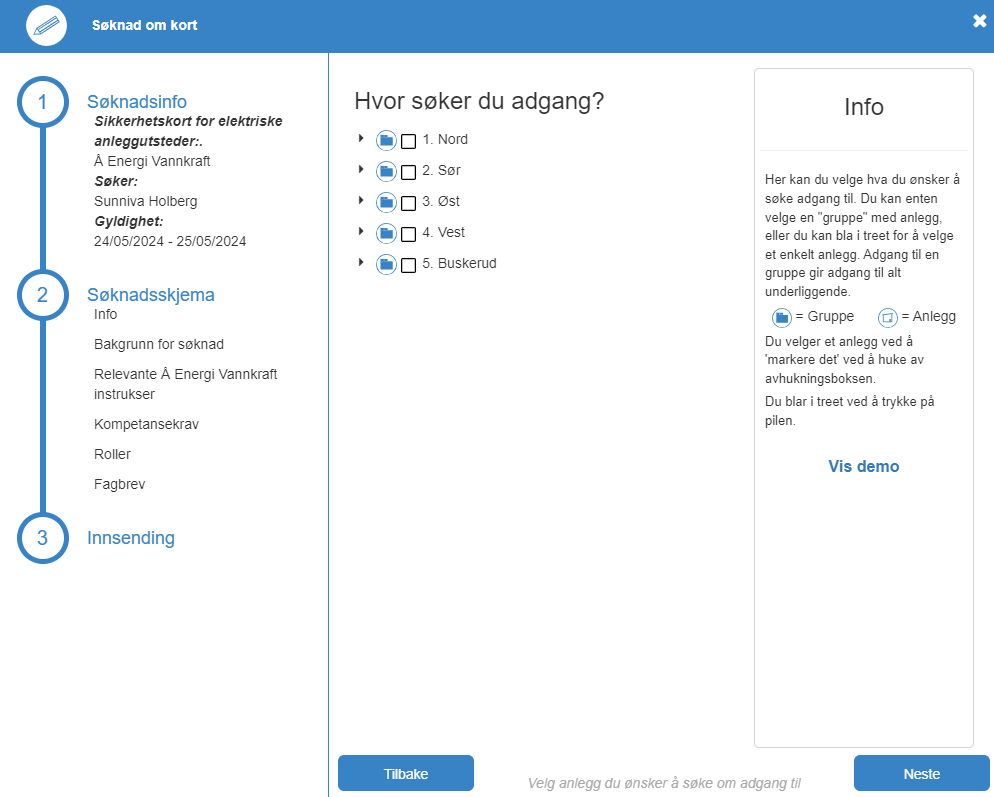 Søknad om kort
1
Søknadsinfo
Sikkerhetskort for elektriske
anleggutsteder:.
Å Energi Vannkraft
Søker:
Sunniva Holberg
Gyldighet:
24/05/2024 - 25/05/2024
2
Søknadsskjema
Info
Bakgrunn for søknad
Relevante Å Energi Vannkraft
instrukser
Kompetansekrav
Roller
Fagbrev
3
Innsending
Hvor søker du adgang?
1. Nord
2. Sør
3. Øst
4. Vest
5. Buskerud
Info
Her kan du velge hva du ønsker å
søke adgang til. Du kan enten
velge en "gruppe" med anlegg,
eller du kan bla i treet for å velge
et enkelt anlegg. Adgang til en
gruppe gir adgang til alt
underliggende.
= Gruppe = Anlegg
Du velger et anlegg ved å
'markere det' ved å huke av
avhukningsboksen.
Du blar i treet ved å trykke på
pilen.
Vis demo
Tilbake
Velg anlegg du ønsker å søke om adgang til
Neste